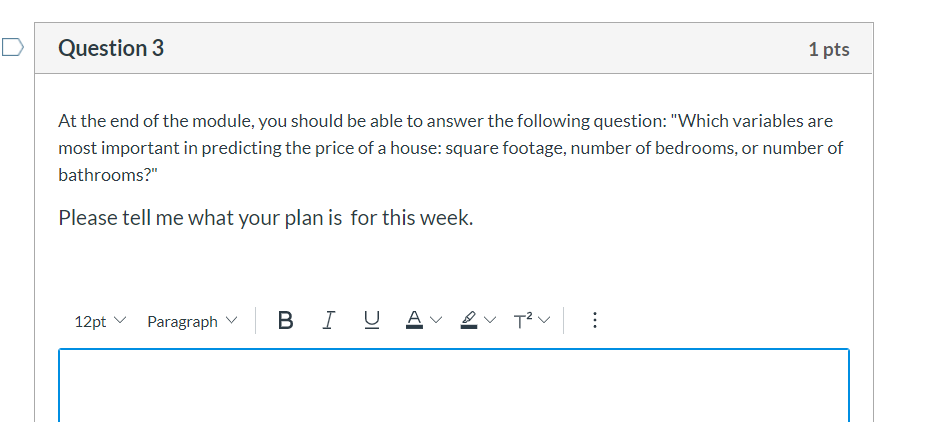 Question 3
1 pts
At the end of the module, you should be able to answer the following question: "Which variables are
most important in predicting the price of a house: square footage, number of bedrooms, or number of
bathrooms?"
Please tell me what your plan is for this week.
12pt Paragraph B I U A T²